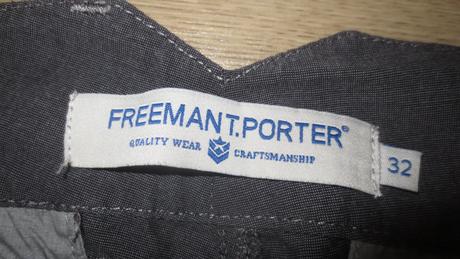 FREEMAN T. PORTER®
QUALITY WEAR CRAFTSMANSHIP
32